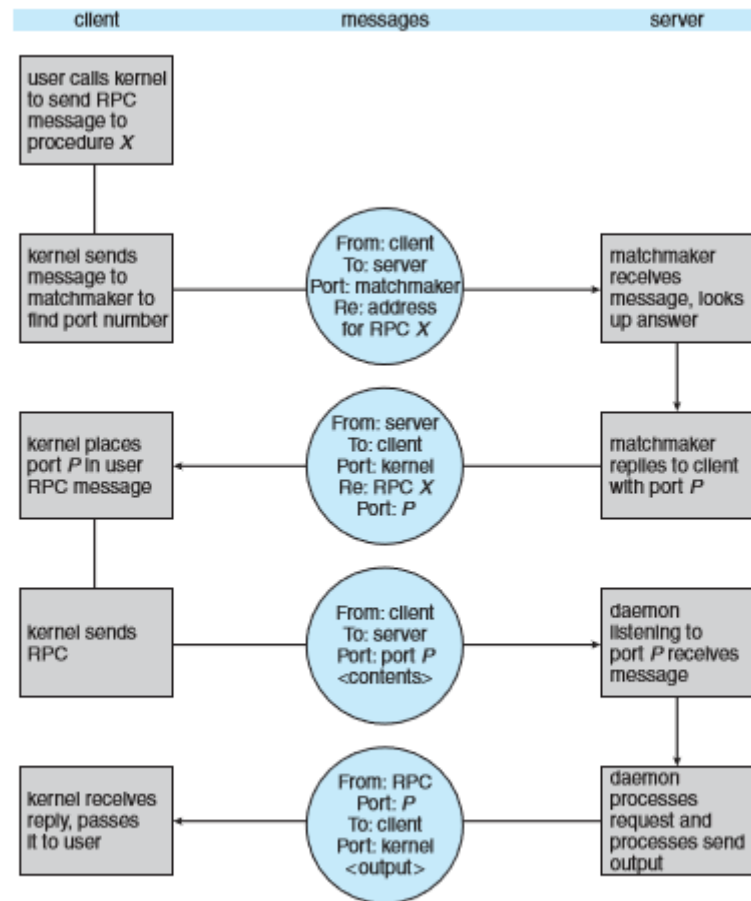 client
messages
server
user calls kernel
to send RPC
message to
procedure X
kernel sends
message to
matchmaker to
find port number
From: client
To: server
Port: matchmaker
Re: address
for RPC X
matchmaker
receives
message, looks
up answer
kernel places
port P in user
RPC message
From: server
To: client
Port: kernel
Re: RPC X
Port: P
matchmaker
replies to client
with port P
kernel sends
RPC
From: client
To: server
Port: port P
<contents>
daemon
listening to
port P receives
message
kernel receives
reply, passes
it to user
From: RPC
Port: P
To: client
Port: kernel
<output>
daemon
processes
request and
processes send
output